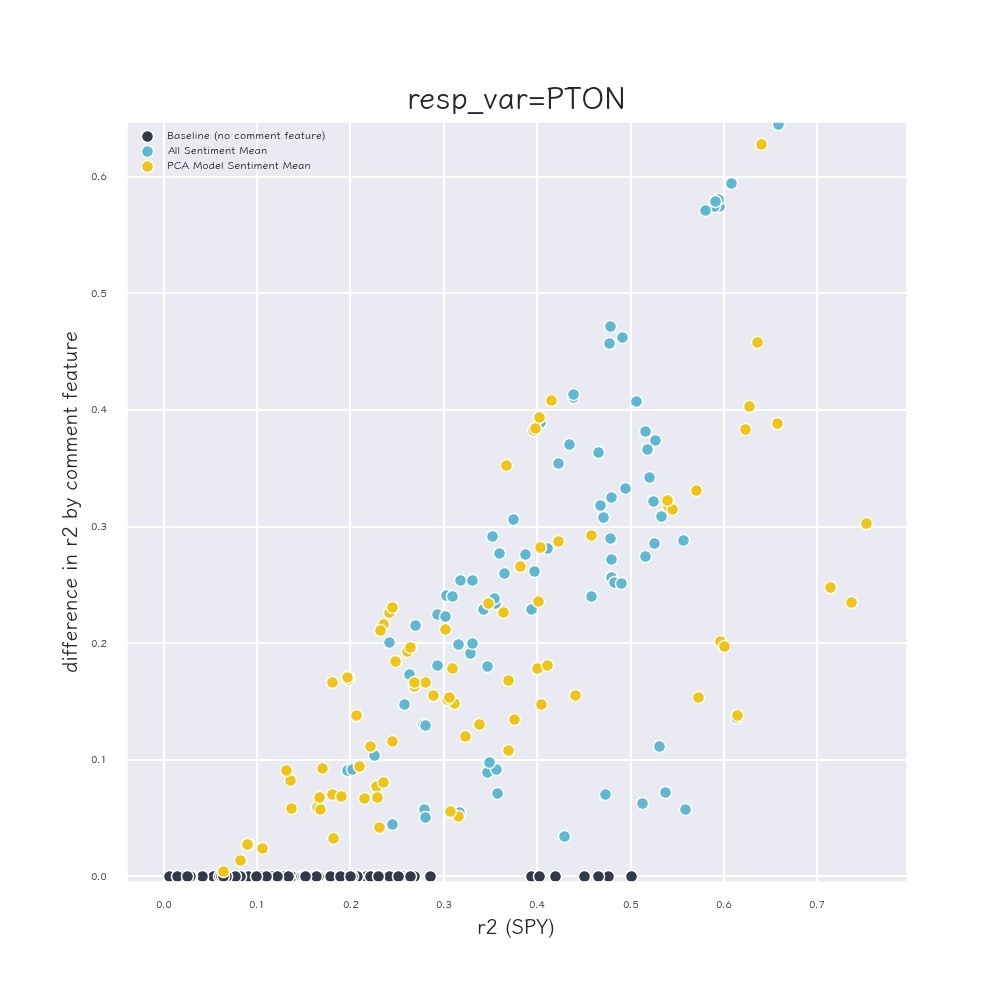 resp_var=PTON
Baseline (no comment feature)
All Sentiment Mean
PCA Model Sentiment Mean
difference in r2 by comment feature
0.6
0.5
0.4
0.3
0.2
0.1
0.0
0.0 0.1 0.2 0.3 0.4 0.5 0.6 0.7
r2 (SPY)